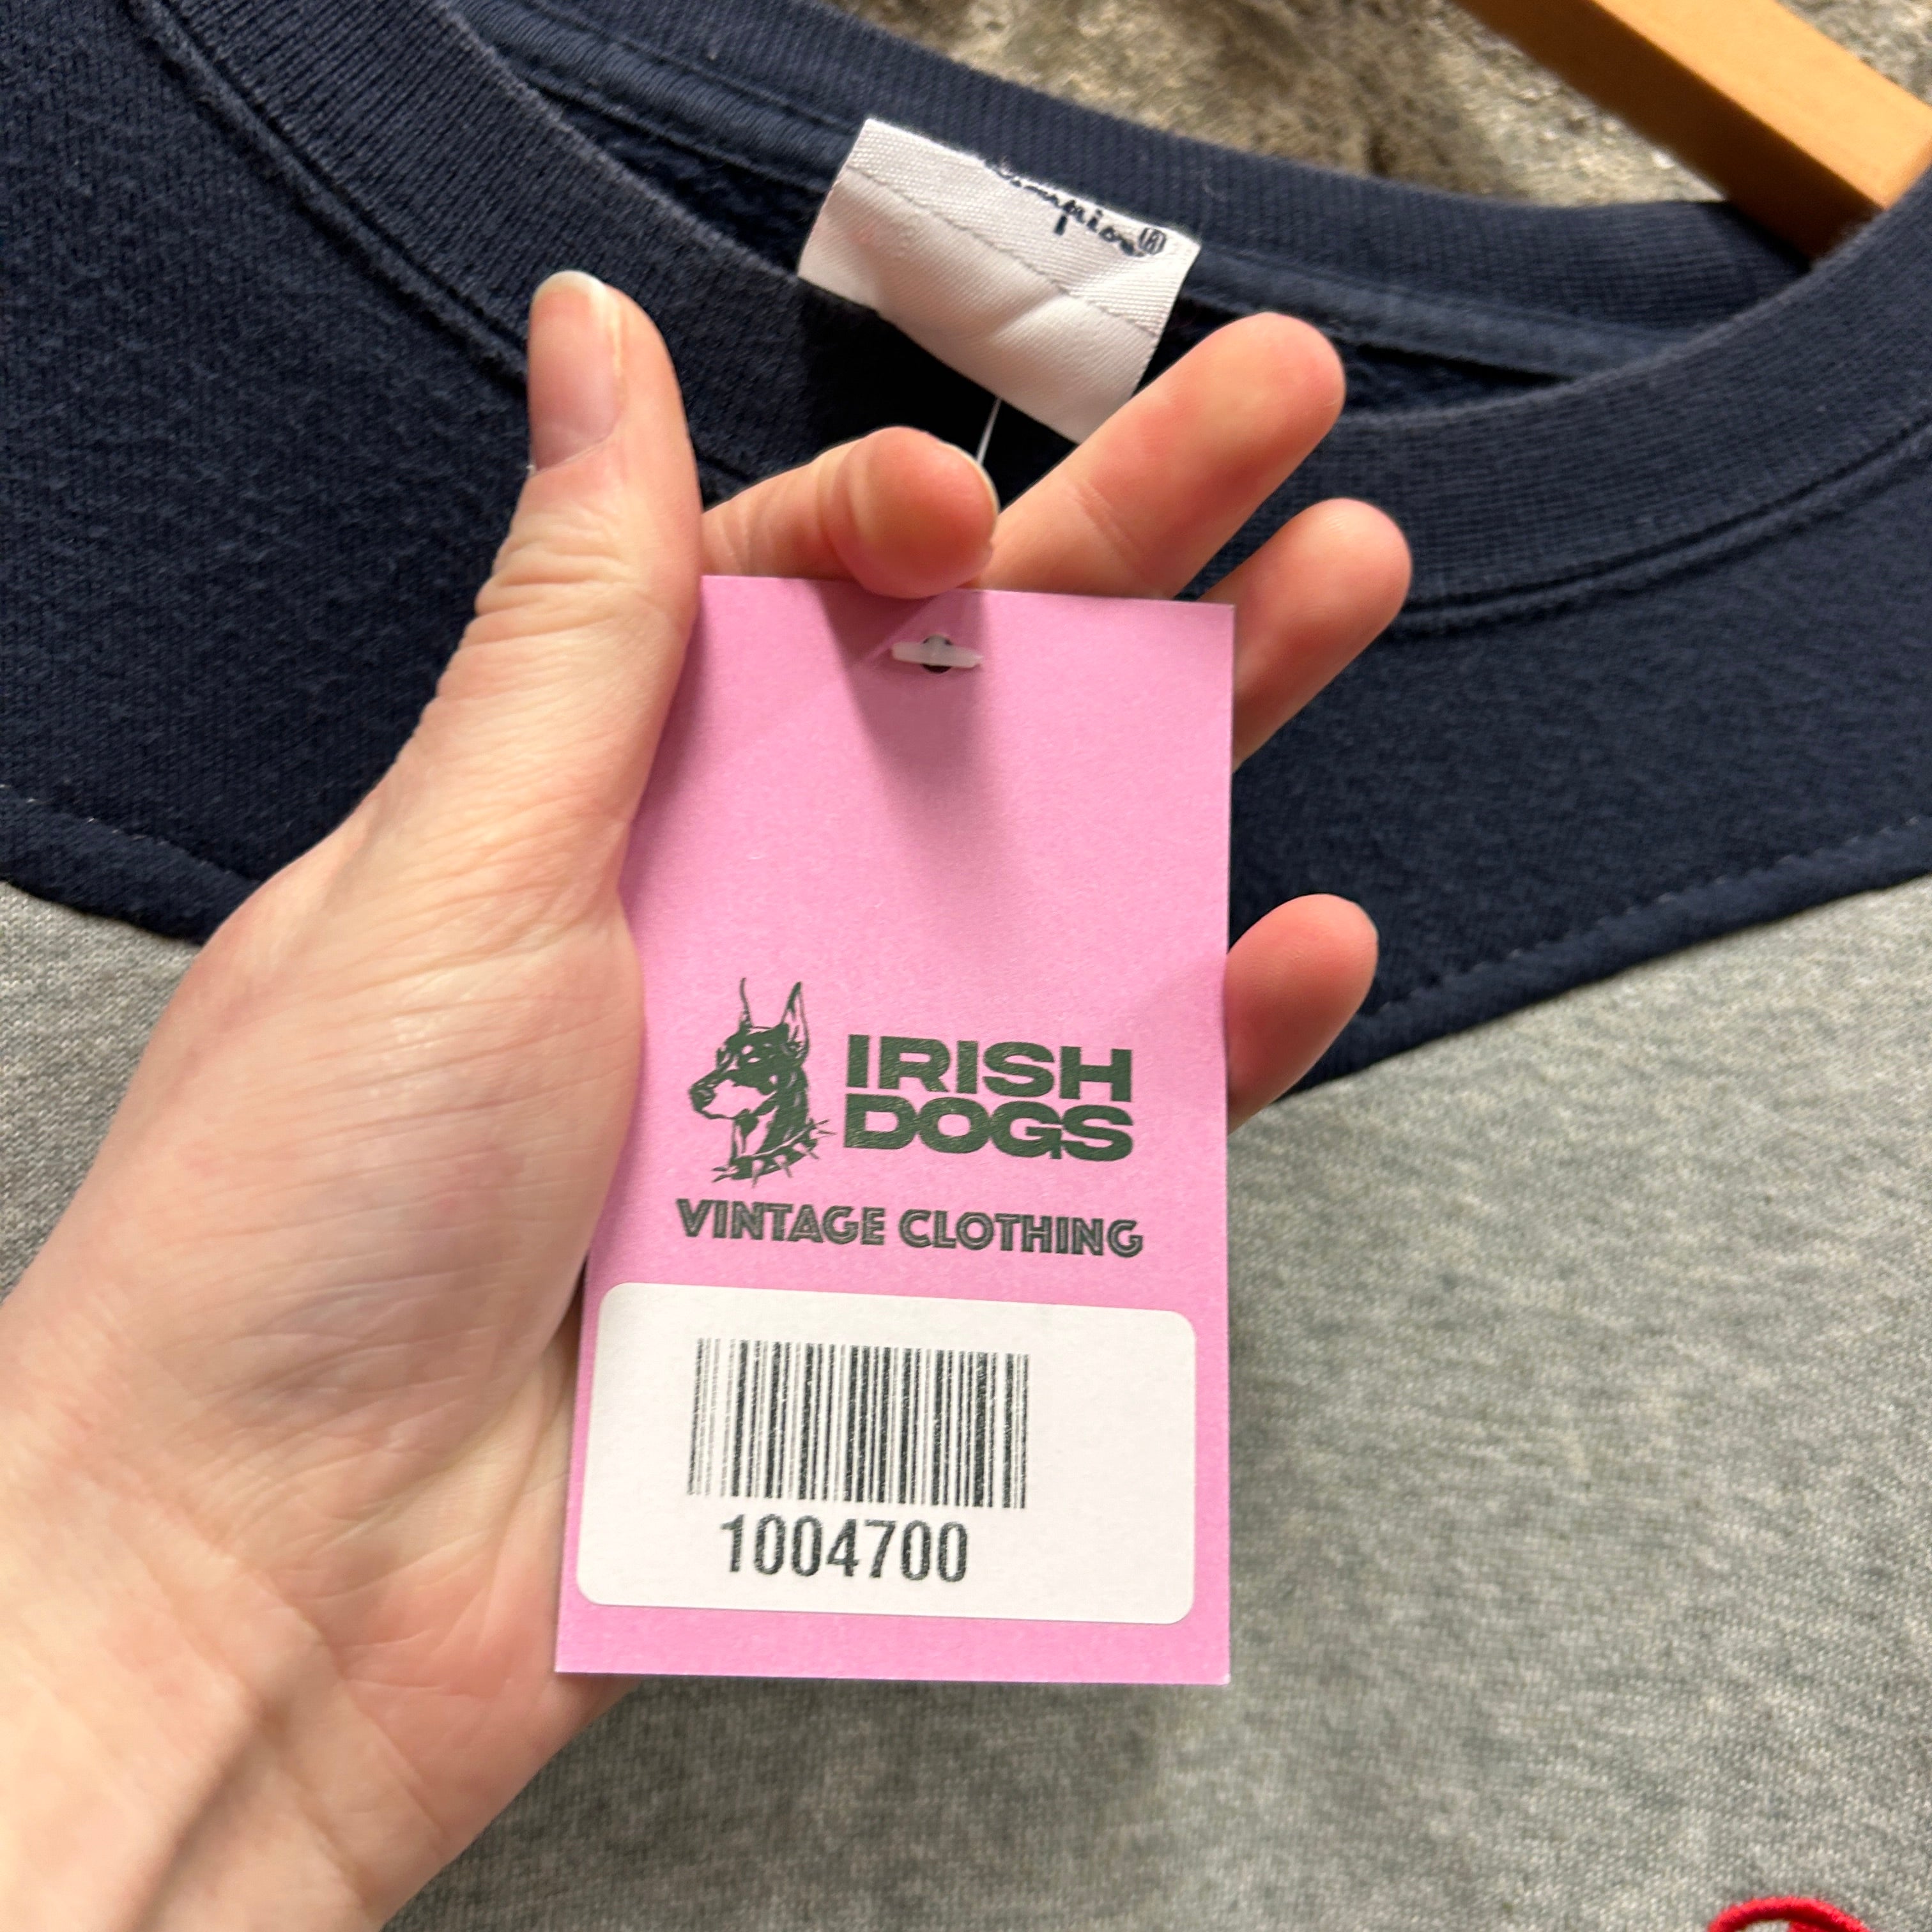 IRISH
DOGS
VINTAGE CLOTHING
1004700